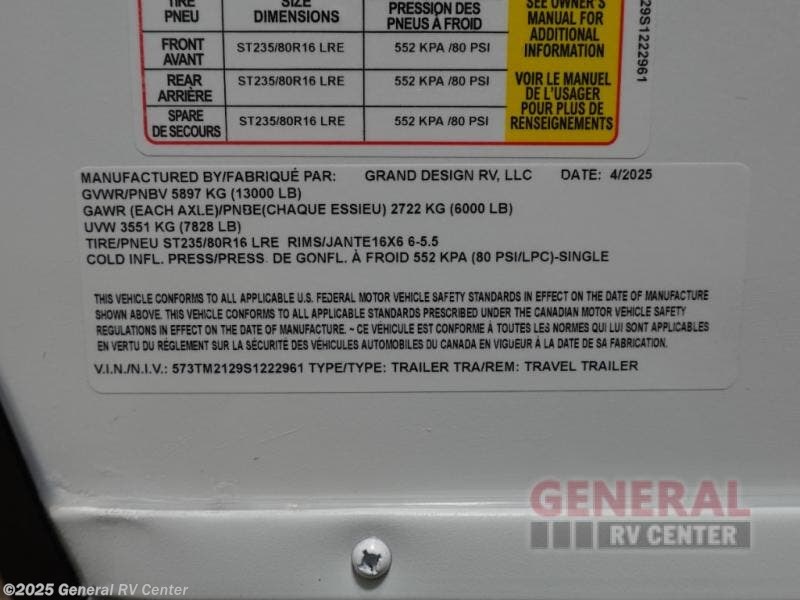 TIRE SIZE PRESSION DES SEE OWNER'S
PNEU DIMENSIONS PNEUS À FROID MANUAL FOR
ADDITIONAL
INFORMATION
FRONT
AVANT ST235/80R16 LRE 552 KPA /80 PSI
REAR
ARRIÈRE ST235/80R16 LRE 552 KPA /80 PSI
SPARE
DE SECOURS ST235/80R16 LRE 552 KPA /80 PSI
VOIR LE MANUEL
DE L'USAGER
POUR PLUS DE
RENSEIGNEMENTS
29S1222961
MANUFACTURED BY/FABRIQUÉ PAR: GRAND DESIGN RV, LLC DATE: 4/2025
GVWR/PNBV 5897 KG (13000 LB)
GAWR (EACH AXLE)/PNBE(CHAQUE ESSIEU) 2722 KG (6000 LB)
UVW 3551 KG (7828 LB)
TIRE/PNEU ST235/80R16 LRE RIMS/JANTE16X6 6-5.5
COLD INFL. PRESS/PRESS. DE GONFL. À FROID 552 KPA (80 PSI/LPC)-SINGLE
THIS VEHICLE CONFORMS TO ALL APPLICABLE U.S. FEDERAL MOTOR VEHICLE SAFETY STANDARDS IN EFFECT ON THE DATE OF MANUFACTURE
SHOWN ABOVE. THIS VEHICLE CONFORMS TO ALL APPLICABLE STANDARDS PRESCRIBED UNDER THE CANADIAN MOTOR VEHICLE SAFETY
REGULATIONS IN EFFECT ON THE DATE OF MANUFACTURE. ~ CE VÉHICULE EST CONFORME À TOUTES LES NORMES QUI LUI SONT APPLICABLES
EN VERTU DU RÉGLEMENT SUR LA SÉCURITÉ DES VÉHICULES AUTOMOBILES DU CANADA EN VIGUEUR À LA DATE DE SA FABRICATION.
V.I.N./N.I.V.: 573TM2129S1222961 TYPE/TYPE: TRAILER TRA/REM: TRAVEL TRAILER
GENERAL
RV CENTER
©2025 General RV Center